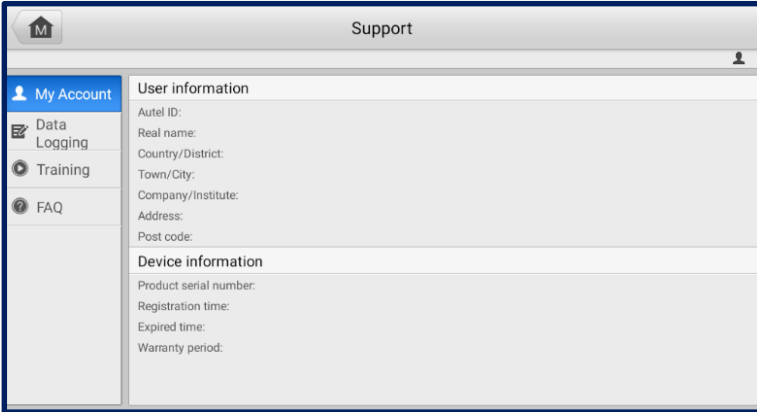 M
Support
My Account
Data
Logging
Training
FAQ
User information
Autel ID:
Real name:
Country/District:
Town/City:
Company/Institute:
Address:
Post code:
Device information
Product serial number:
Registration time:
Expired time:
Warranty period: